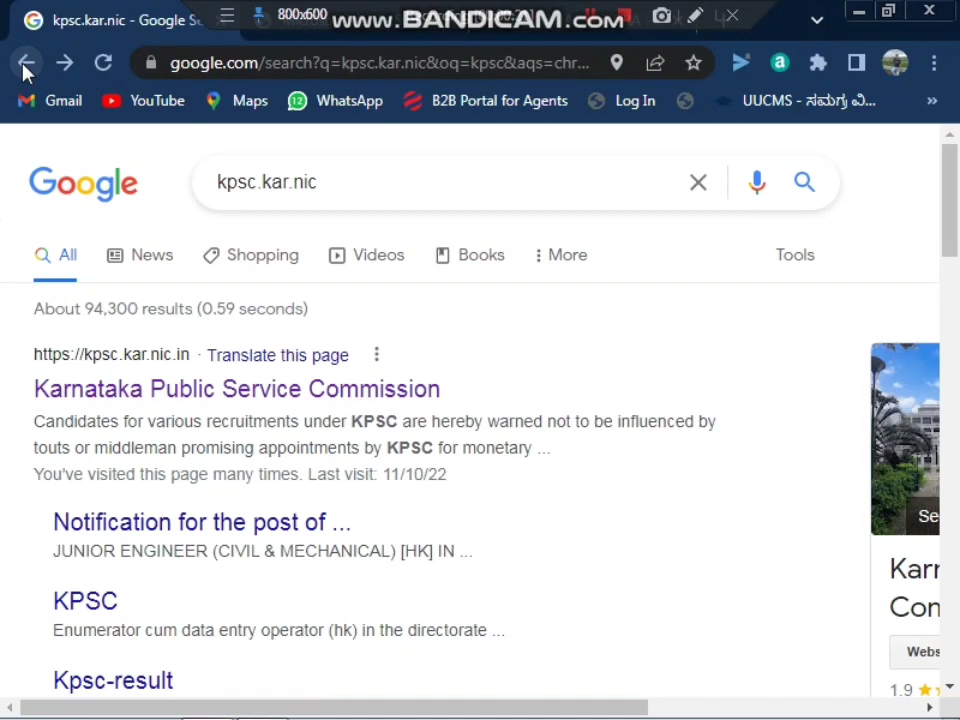 kpsc.kar.nic - Google Se
800x600
www.BANDICAM.com
google.com/search?q=kpsc.kar.nic&oq=kpsc&aqs=chr...
Gmail
YouTube
Maps
12
WhatsApp
B2B Portal for Agents
Log In
UUCMS - ಸಮಗ್ರ ವಿ...
Google
kpsc.kar.nic
All
News
Shopping
Videos
Books
More
Tools
About 94,300 results (0.59 seconds)
https://kpsc.kar.nic.in · Translate this page
Karnataka Public Service Commission
Candidates for various recruitments under KPSC are hereby warned not to be influenced by
touts or middleman promising appointments by KPSC for monetary ...
You've visited this page many times. Last visit: 11/10/22
Notification for the post of ...
JUNIOR ENGINEER (CIVIL & MECHANICAL) [HK] IN ...
KPSC
Enumerator cum data entry operator (hk) in the directorate ...
Kpsc-result
See
Karn
Com
Webs
1.9